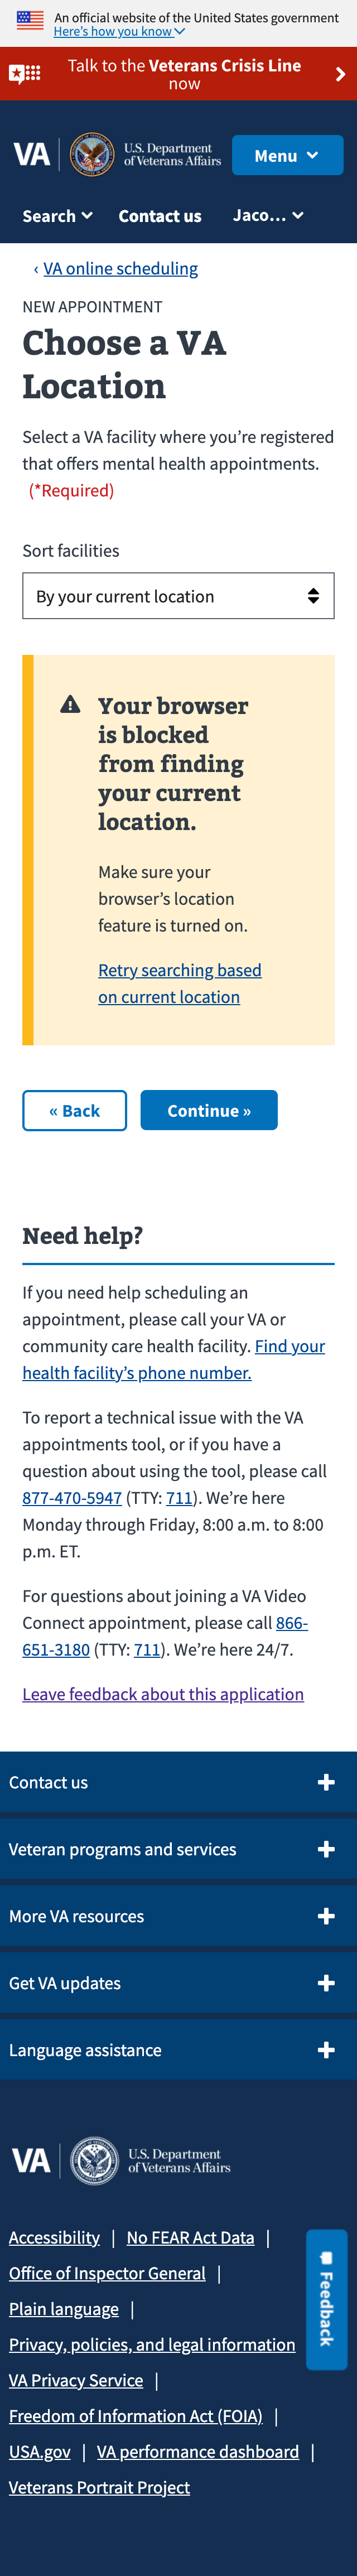 An official website of the United States government
Here's how you know
Talk to the Veterans Crisis Line
now
VA
U.S. Department
of Veterans Affairs
Menu
Search
Contact us
Jaco...
‹ VA online scheduling
NEW APPOINTMENT
Choose a VA
Location
Select a VA facility where you're registered
that offers mental health appointments.
(*Required)
Sort facilities
By your current location
Your browser
is blocked
from finding
your current
location.
Make sure your
browser's location
feature is turned on.
Retry searching based
on current location
« Back
Continue »
Need help?
If you need help scheduling an
appointment, please call your VA or
community care health facility. Find your
health facility's phone number.
To report a technical issue with the VA
appointments tool, or if you have a
question about using the tool, please call
877-470-5947 (TTY: 711). We're here
Monday through Friday, 8:00 a.m. to 8:00
p.m. ET.
For questions about joining a VA Video
Connect appointment, please call 866-
651-3180 (TTY: 711). We're here 24/7.
Leave feedback about this application
Contact us
Veteran programs and services
More VA resources
Get VA updates
Language assistance
VA
U.S. Department
of Veterans Affairs
Accessibility | No FEAR Act Data |
Office of Inspector General |
Plain language |
Privacy, policies, and legal information
VA Privacy Service |
Freedom of Information Act (FOIA) |
USA.gov | VA performance dashboard |
Veterans Portrait Project
Feedback